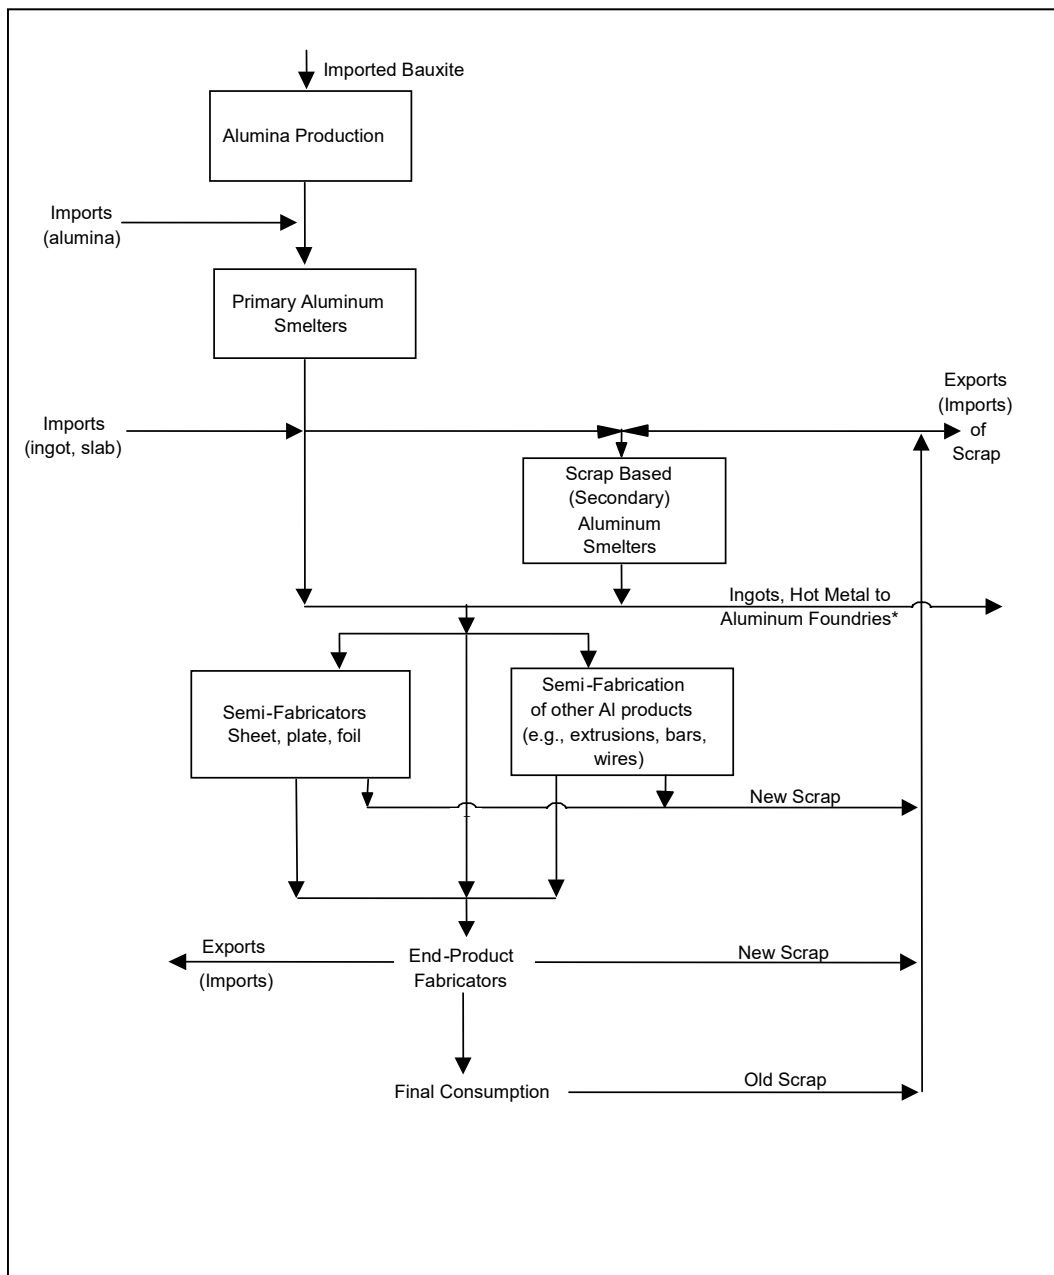 Imported Bauxite
Alumina Production
Imports
(alumina)
Primary Aluminum
Smelters
Exports
(Imports)
of
Scrap
Imports
(ingot, slab)
Scrap Based
(Secondary)
Aluminum
Smelters
Ingots, Hot Metal to
Aluminum Foundries*
Semi-Fabricators
Sheet, plate, foil
Semi-Fabrication
of other Al products
(e.g., extrusions, bars,
wires)
New Scrap
Exports
(Imports)
End-Product
Fabricators
New Scrap
Final Consumption
Old Scrap